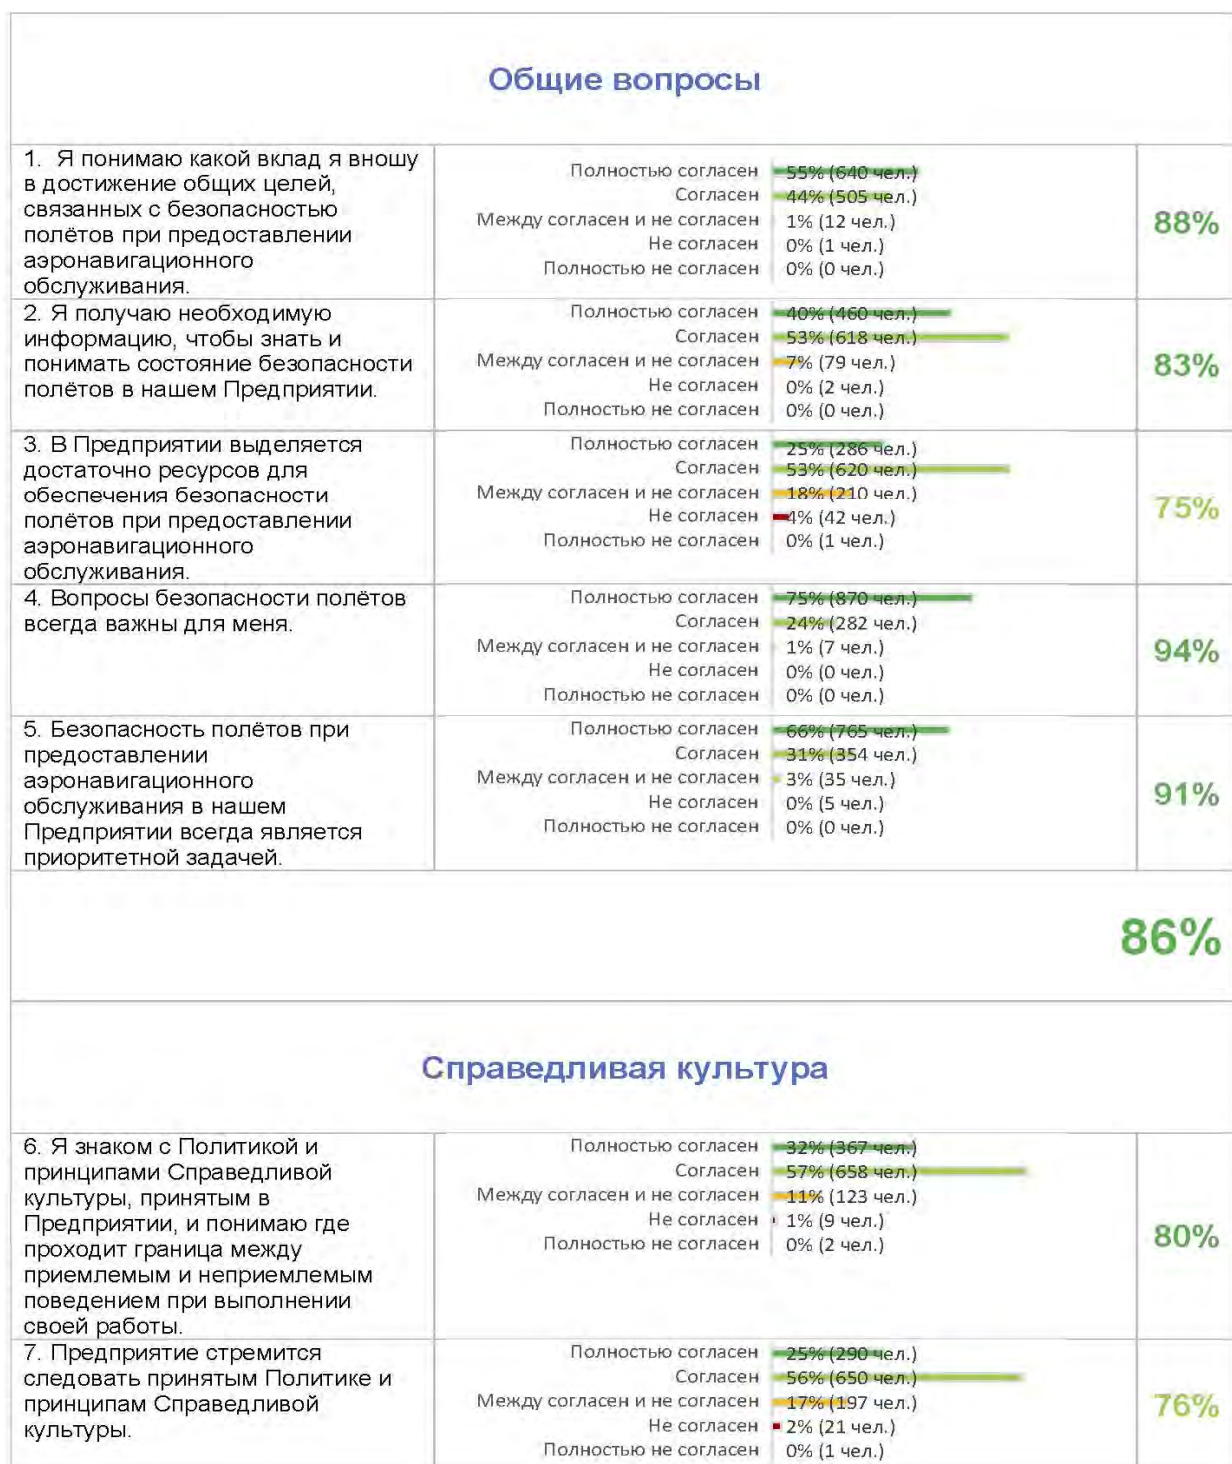 Общие вопросы
1. Я понимаю какой вклад я вношу
в достижение общих целей,
связанных с безопасностью
полётов при предоставлении
аэронавигационного
обслуживания.
Полностью согласен 55% (640 чел.)
Согласен 44% (505 чел.)
Между согласен и не согласен 1% (12 чел.)
Не согласен 0% (1 чел.)
Полностью не согласен 0% (0 чел.)
88%
2. Я получаю необходимую
информацию, чтобы знать и
понимать состояние безопасности
полётов в нашем Предприятии.
Полностью согласен 40% (460 чел.)
Согласен 53% (618 чел.)
Между согласен и не согласен 7% (79 чел.)
Не согласен 0% (2 чел.)
Полностью не согласен 0% (0 чел.)
83%
3. В Предприятии выделяется
достаточно ресурсов для
обеспечения безопасности
полётов при предоставлении
аэронавигационного
обслуживания.
Полностью согласен 25% (286 чел.)
Согласен 53% (620 чел.)
Между согласен и не согласен 18% (210 чел.)
Не согласен 4% (42 чел.)
Полностью не согласен 0% (1 чел.)
75%
4. Вопросы безопасности полётов
всегда важны для меня.
Полностью согласен 75% (870 чел.)
Согласен 24% (282 чел.)
Между согласен и не согласен 1% (7 чел.)
Не согласен 0% (0 чел.)
Полностью не согласен 0% (0 чел.)
94%
5. Безопасность полётов при
предоставлении
аэронавигационного
обслуживания в нашем
Предприятии всегда является
приоритетной задачей.
Полностью согласен 66% (765 чел.)
Согласен 31% (354 чел.)
Между согласен и не согласен 3% (35 чел.)
Не согласен 0% (5 чел.)
Полностью не согласен 0% (0 чел.)
91%
86%
Справедливая культура
6. Я знаком с Политикой и
принципами Справедливой
культуры, принятым в
Предприятии, и понимаю где
проходит граница между
приемлемым и неприемлемым
поведением при выполнении
своей работы.
Полностью согласен 32% (367 чел.)
Согласен 57% (658 чел.)
Между согласен и не согласен 11% (123 чел.)
Не согласен 1% (9 чел.)
Полностью не согласен 0% (2 чел.)
80%
7. Предприятие стремится
следовать принятым Политике и
принципам Справедливой
культуры.
Полностью согласен 25% (290 чел.)
Согласен 56% (650 чел.)
Между согласен и не согласен 17% (197 чел.)
Не согласен 2% (21 чел.)
Полностью не согласен 0% (1 чел.)
76%